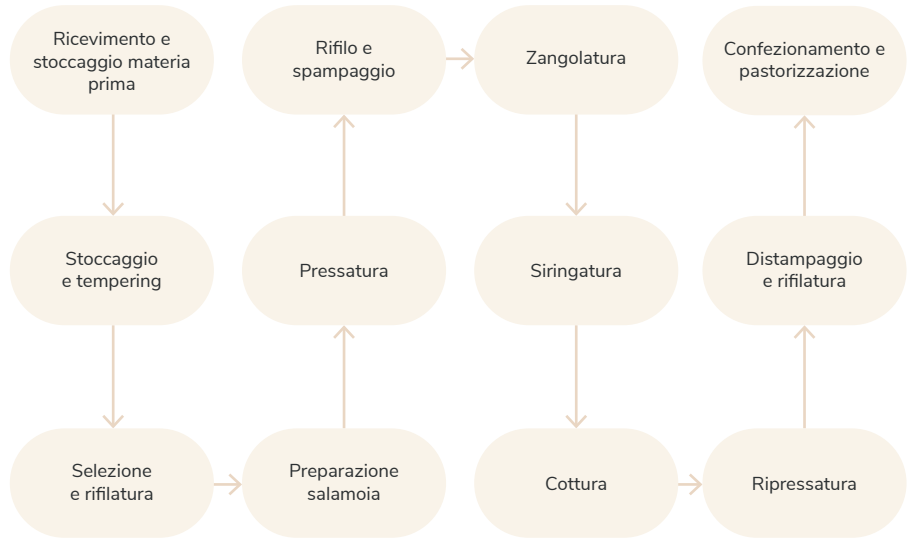 Ricevimento e
stoccaggio materia
prima
Stoccaggio
e tempering
Selezione
e rifilatura
Preparazione
salamoia
Pressatura
Rifilo e
spampaggio
Zangolatura
Siringatura
Cottura
Ripressatura
Distampaggio
e rifilatura
Confezionamento e
pastorizzazione